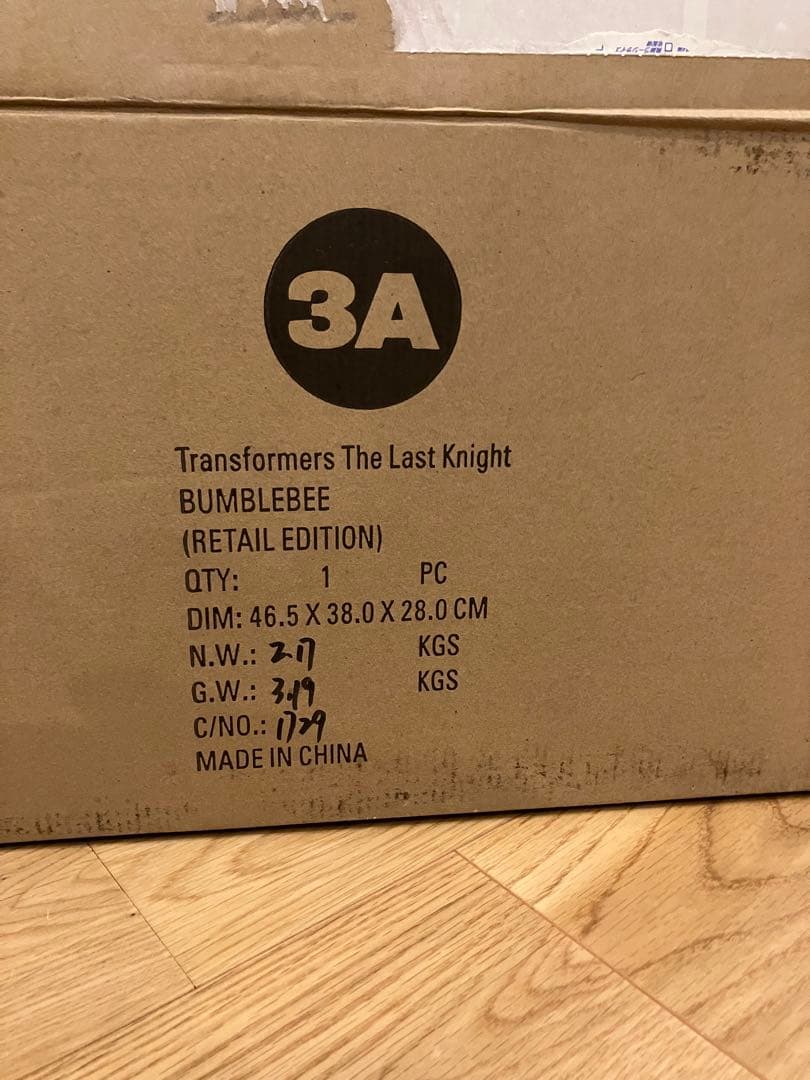 3A
Transformers The Last Knight
BUMBLEBEE
(RETAIL EDITION)
QTY: 1 PC
DIM: 46.5 X 38.0 X 28.0 CM
N.W.: 2.17 KGS
G.W.: 3.19 KGS
C/NO.: 1729
MADE IN CHINA